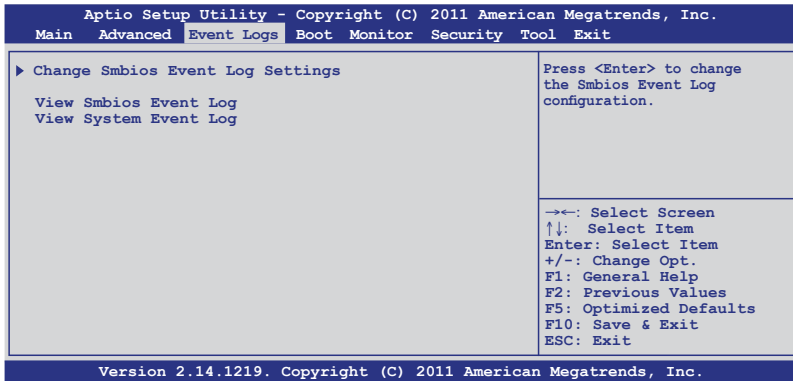 Aptio Setup Utility - Copyright (C) 2011 American Megatrends, Inc.
Main Advanced Event Logs Boot Monitor Security Tool Exit
Change Smbios Event Log Settings
View Smbios Event Log
View System Event Log
Press <Enter> to change
the Smbios Event Log
configuration.
→←: Select Screen
↑↓: Select Item
Enter: Select Item
+/-: Change Opt.
F1: General Help
F2: Previous Values
F5: Optimized Defaults
F10: Save & Exit
ESC: Exit
Version 2.14.1219. Copyright (C) 2011 American Megatrends, Inc.